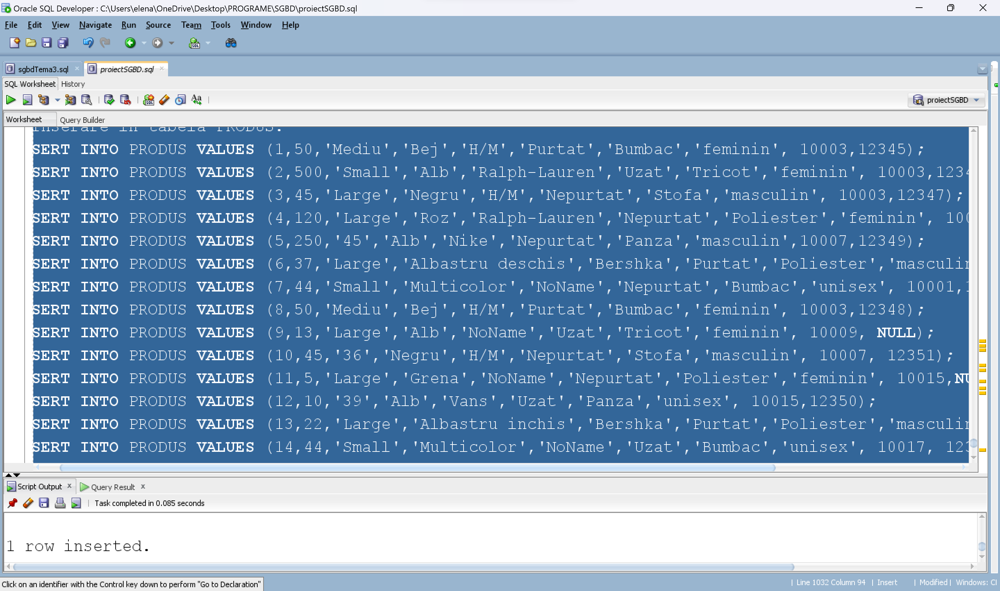 Oracle SQL Developer : C:\Users\elena\OneDrive\Desktop\PROGRAME\SGBD\proiectSGBD.sql
File Edit View Navigate Run Source Team Tools Window Help
sgbdTema3.sql proiectSGBD.sql
SQL Worksheet History
proiectSGBD
Worksheet Query Builder
inserare in tabela PRODUS:
SERT INTO PRODUS VALUES (1,50,'Mediu','Bej','H/M','Purtat','Bumbac','feminin', 10003,12345);
SERT INTO PRODUS VALUES (2,500,'Small','Alb','Ralph-Lauren','Uzat','Tricot','feminin', 10003,1234
SERT INTO PRODUS VALUES (3,45,'Large','Negru','H/M','Nepurtat','Stofa','masculin', 10003,12347);
SERT INTO PRODUS VALUES (4,120,'Large','Roz','Ralph-Lauren','Nepurtat','Poliester','feminin', 100
SERT INTO PRODUS VALUES (5,250,'45','Alb','Nike','Nepurtat','Panza','masculin',10007,12349);
SERT INTO PRODUS VALUES (6,37,'Large','Albastru deschis','Bershka','Purtat','Poliester','masculin
SERT INTO PRODUS VALUES (7,44,'Small','Multicolor','NoName','Nepurtat','Bumbac','unisex', 10001,1
SERT INTO PRODUS VALUES (8,50,'Mediu','Bej','H/M','Purtat','Bumbac','feminin', 10003,12348);
SERT INTO PRODUS VALUES (9,13,'Large','Alb','NoName','Uzat','Tricot','feminin', 10009, NULL);
SERT INTO PRODUS VALUES (10,45,'36','Negru','H/M','Nepurtat','Stofa','masculin', 10007, 12351);
SERT INTO PRODUS VALUES (11,5,'Large','Grena','NoName','Nepurtat','Poliester','feminin', 10015,NU
SERT INTO PRODUS VALUES (12,10,'39','Alb','Vans','Uzat','Panza','unisex', 10015,12350);
SERT INTO PRODUS VALUES (13,22,'Large','Albastru inchis','Bershka','Purtat','Poliester','masculin
SERT INTO PRODUS VALUES (14,44,'Small','Multicolor','NoName','Uzat','Bumbac','unisex', 10017, 123
Script Output x Query Result x
Task completed in 0.085 seconds
1 row inserted.
Click on an identifier with the Control key down to perform "Go to Declaration"
| Line 1032 Column 94 | Insert | Modified | Windows: Cl